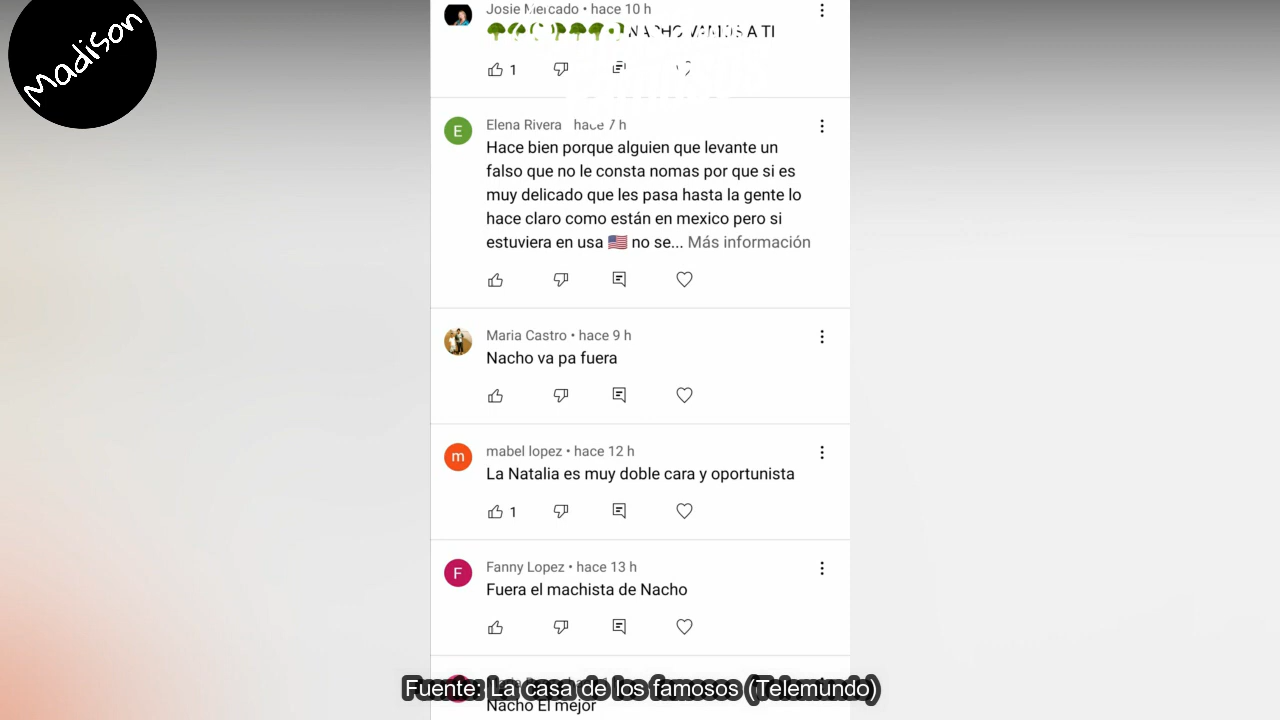 Madison
Josie Mercado • hace 10 h
🥦🥦🥦🥦🥦🥦 NACHO VAMOS A TI
1
E
Elena Rivera hace 7 h
Hace bien porque alguien que levante un
falso que no le consta nomas por que si es
muy delicado que les pasa hasta la gente lo
hace claro como están en mexico pero si
estuviera en usa 🇺🇸 no se... Más información
Maria Castro • hace 9 h
Nacho va pa fuera
m
mabel lopez • hace 12 h
La Natalia es muy doble cara y oportunista
1
F
Fanny Lopez • hace 13 h
Fuera el machista de Nacho
Nacho El mejor
Fuente: La casa de los famosos (Telemundo)